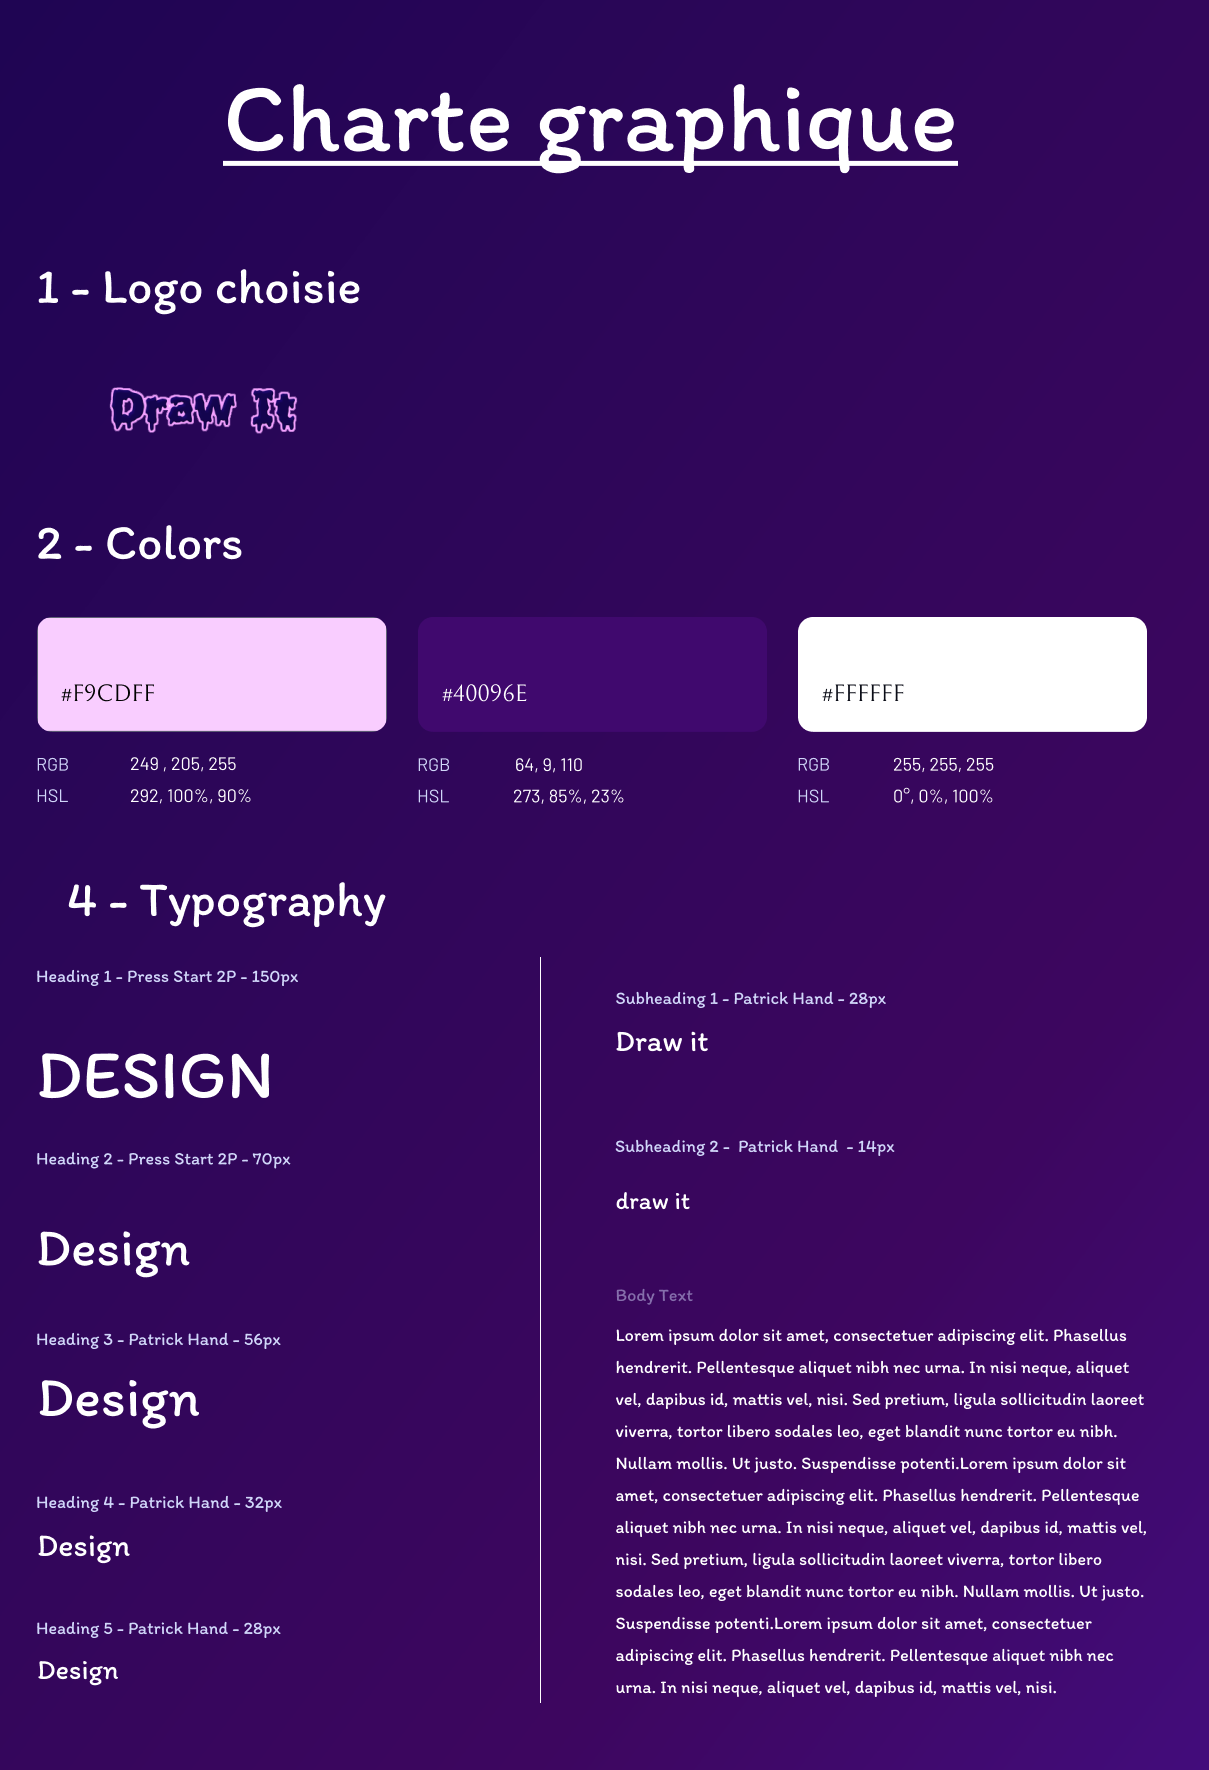 Charte graphique
1 - Logo choisie
Draw It
2 - Colors
#F9CDFF
RGB 249 , 205, 255
HSL 292, 100%, 90%
#40096E
RGB 64, 9, 110
HSL 273, 85%, 23%
#FFFFFF
RGB 255, 255, 255
HSL 0°, 0%, 100%
4 - Typography
Heading 1 - Press Start 2P - 150px
DESIGN
Heading 2 - Press Start 2P - 70px
Design
Heading 3 - Patrick Hand - 56px
Design
Heading 4 - Patrick Hand - 32px
Design
Heading 5 - Patrick Hand - 28px
Design
Subheading 1 - Patrick Hand - 28px
Draw it
Subheading 2 - Patrick Hand - 14px
draw it
Body Text
Lorem ipsum dolor sit amet, consectetuer adipiscing elit. Phasellus
hendrerit. Pellentesque aliquet nibh nec urna. In nisi neque, aliquet
vel, dapibus id, mattis vel, nisi. Sed pretium, ligula sollicitudin laoreet
viverra, tortor libero sodales leo, eget blandit nunc tortor eu nibh.
Nullam mollis. Ut justo. Suspendisse potenti.Lorem ipsum dolor sit
amet, consectetuer adipiscing elit. Phasellus hendrerit. Pellentesque
aliquet nibh nec urna. In nisi neque, aliquet vel, dapibus id, mattis vel,
nisi. Sed pretium, ligula sollicitudin laoreet viverra, tortor libero
sodales leo, eget blandit nunc tortor eu nibh. Nullam mollis. Ut justo.
Suspendisse potenti.Lorem ipsum dolor sit amet, consectetuer
adipiscing elit. Phasellus hendrerit. Pellentesque aliquet nibh nec
urna. In nisi neque, aliquet vel, dapibus id, mattis vel, nisi.